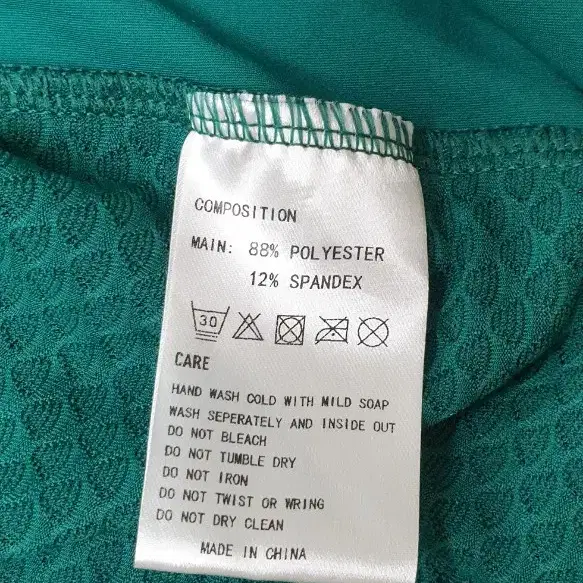 COMPOSITION
MAIN: 88% POLYESTER
12% SPANDEX
30
CARE
HAND WASH COLD WITH MILD SOAP
WASH SEPERATELY AND INSIDE OUT
DO NOT BLEACH
DO NOT TUMBLE DRY
DO NOT IRON
DO NOT TWIST OR WRING
DO NOT DRY CLEAN
MADE IN CHINA